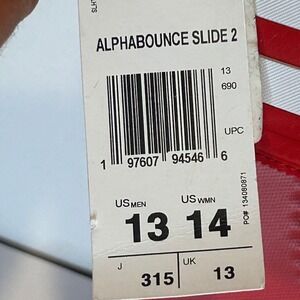 ALPHABOUNCE SLIDE 2
13
690
UPC
1 97607 94546 6
US MEN US WMN
13 14
PO# 134080871
J UK
315 13